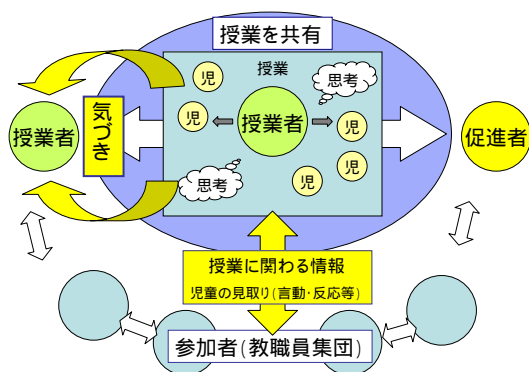 授業を共有
授業
児
思考
児
授業者
児
気づき
授業者
促進者
児
思考
児
授業に関わる情報
児童の見取り(言動・反応等)
参加者(教職員集団)